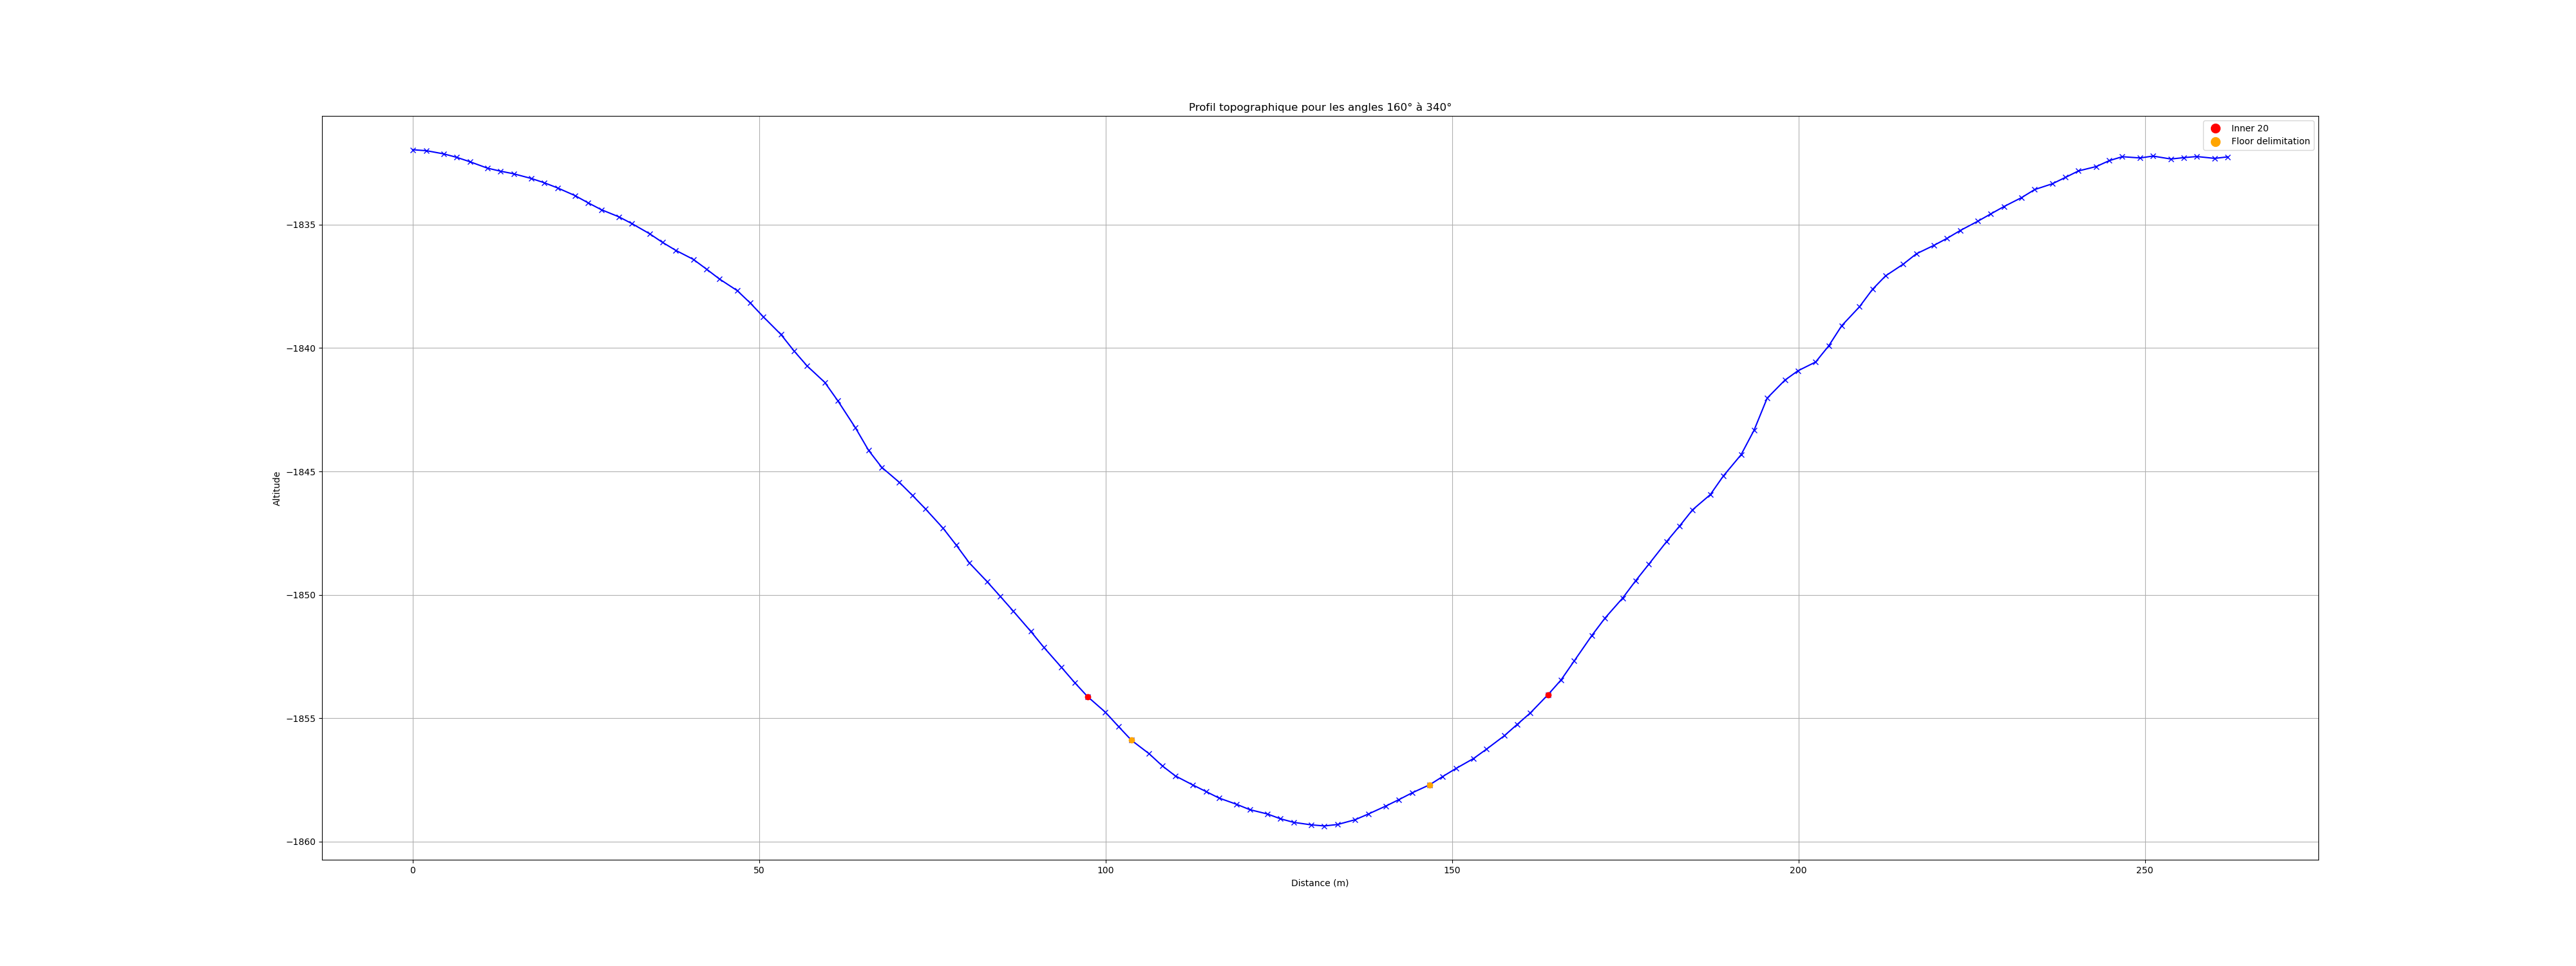 Profil topographique pour les angles 160° à 340°
Inner 20
Floor delimitation
−1835
−1840
−1845
−1850
−1855
−1860
Altitude
0 50 100 150 200 250
Distance (m)